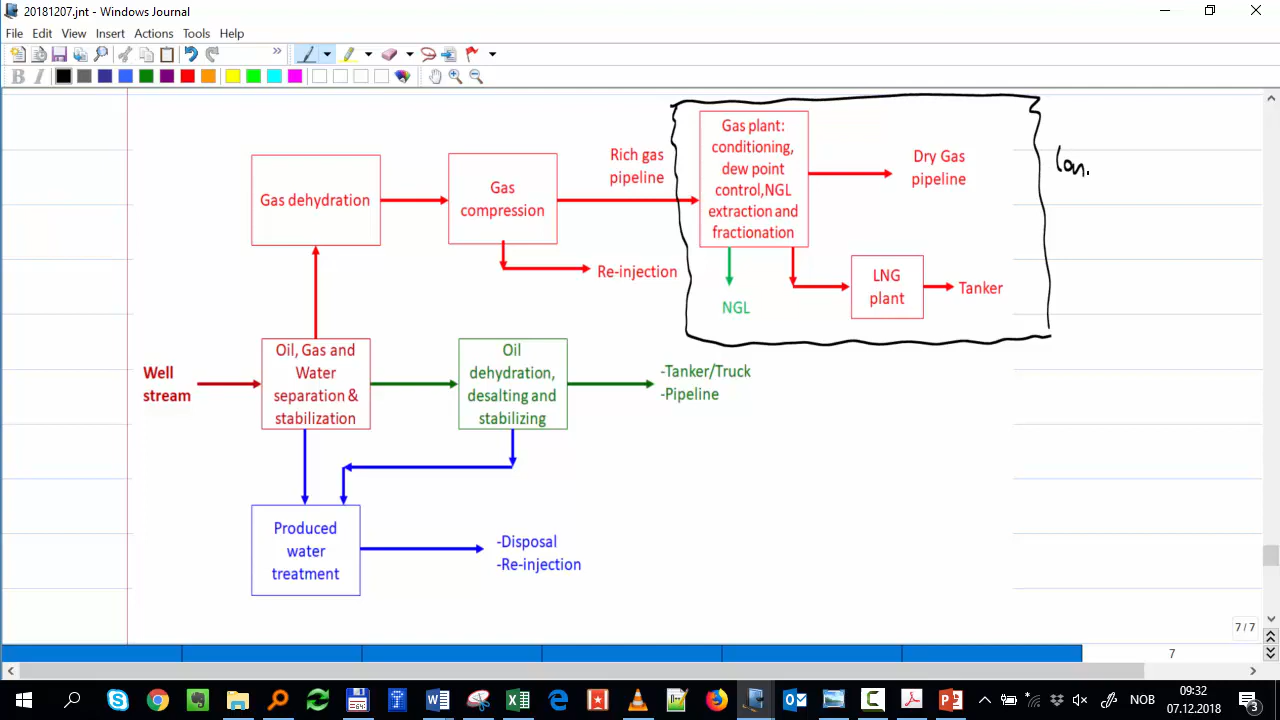 20181207.jnt - Windows Journal
File Edit View Insert Actions Tools Help
B I
Gas dehydration
Gas
compression
Rich gas
pipeline
Re-injection
Gas plant:
conditioning,
dew point
control,NGL
extraction and
fractionation
Dry Gas
pipeline
NGL
LNG
plant
Tanker
lan.
Well
stream
Oil, Gas and
Water
separation &
stabilization
Oil
dehydration,
desalting and
stabilizing
-Tanker/Truck
-Pipeline
Produced
water
treatment
-Disposal
-Re-injection
7 / 7
7
NOB
09:32
07.12.2018
3